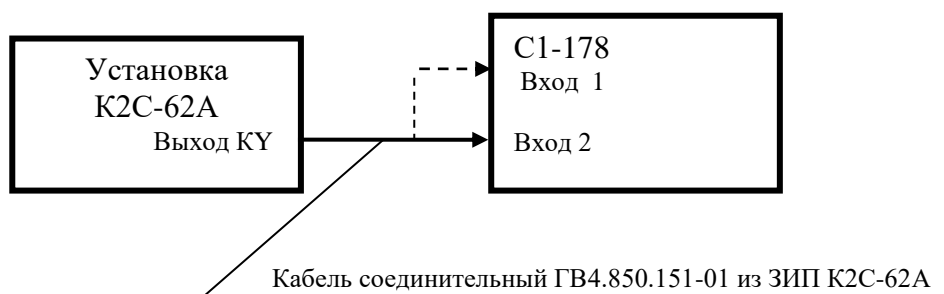 Установка
К2С-62А
Выход KY
С1-178
Вход 1
Вход 2
Кабель соединительный ГВ4.850.151-01 из ЗИП К2С-62А